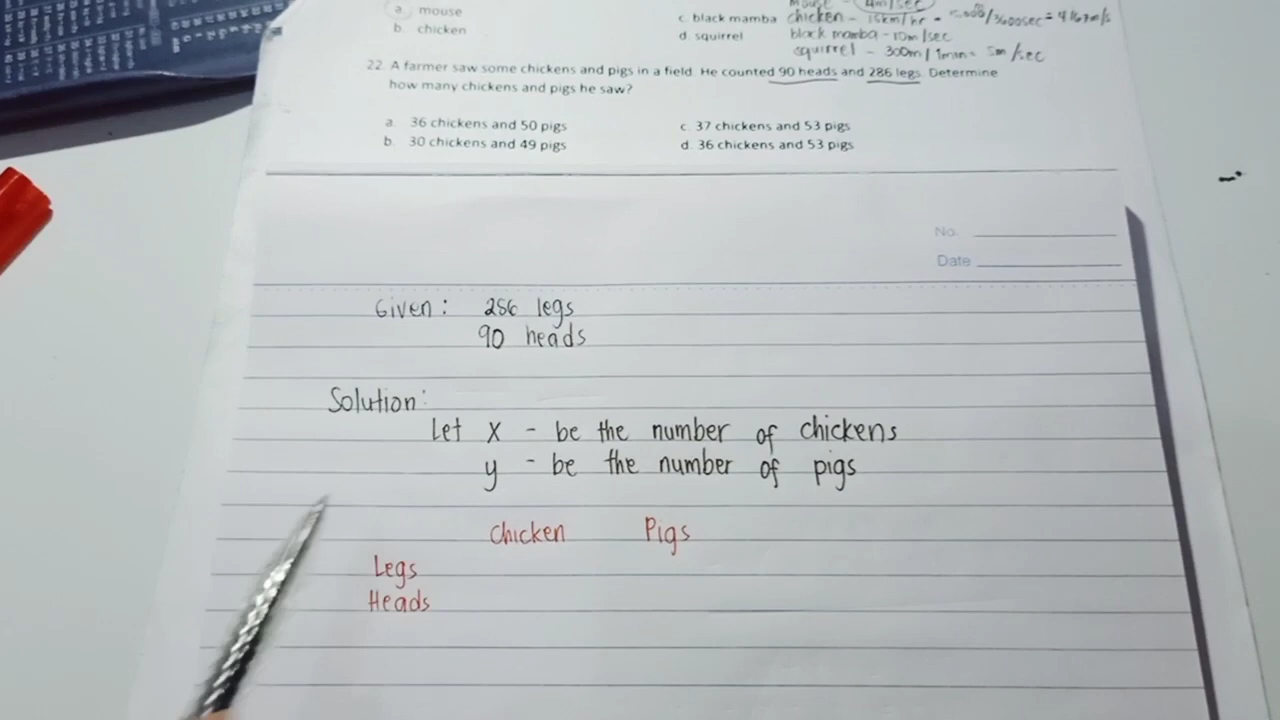 a. mouse
b. chicken
c. black mamba
d. squirrel
mouse - 4m/sec
chicken - 15km/hr = /3600sec = 4.167m/s
black mamba - 10m/sec
squirrel - 300m/1min = 5m/sec
22. A farmer saw some chickens and pigs in a field. He counted 90 heads and 286 legs. Determine
how many chickens and pigs he saw?
a. 36 chickens and 50 pigs
b. 30 chickens and 49 pigs
c. 37 chickens and 53 pigs
d. 36 chickens and 53 pigs
No.
Date
Given: 286 legs
90 heads
Solution:
Let x - be the number of chickens
y - be the number of pigs
Chicken Pigs
Legs
Heads